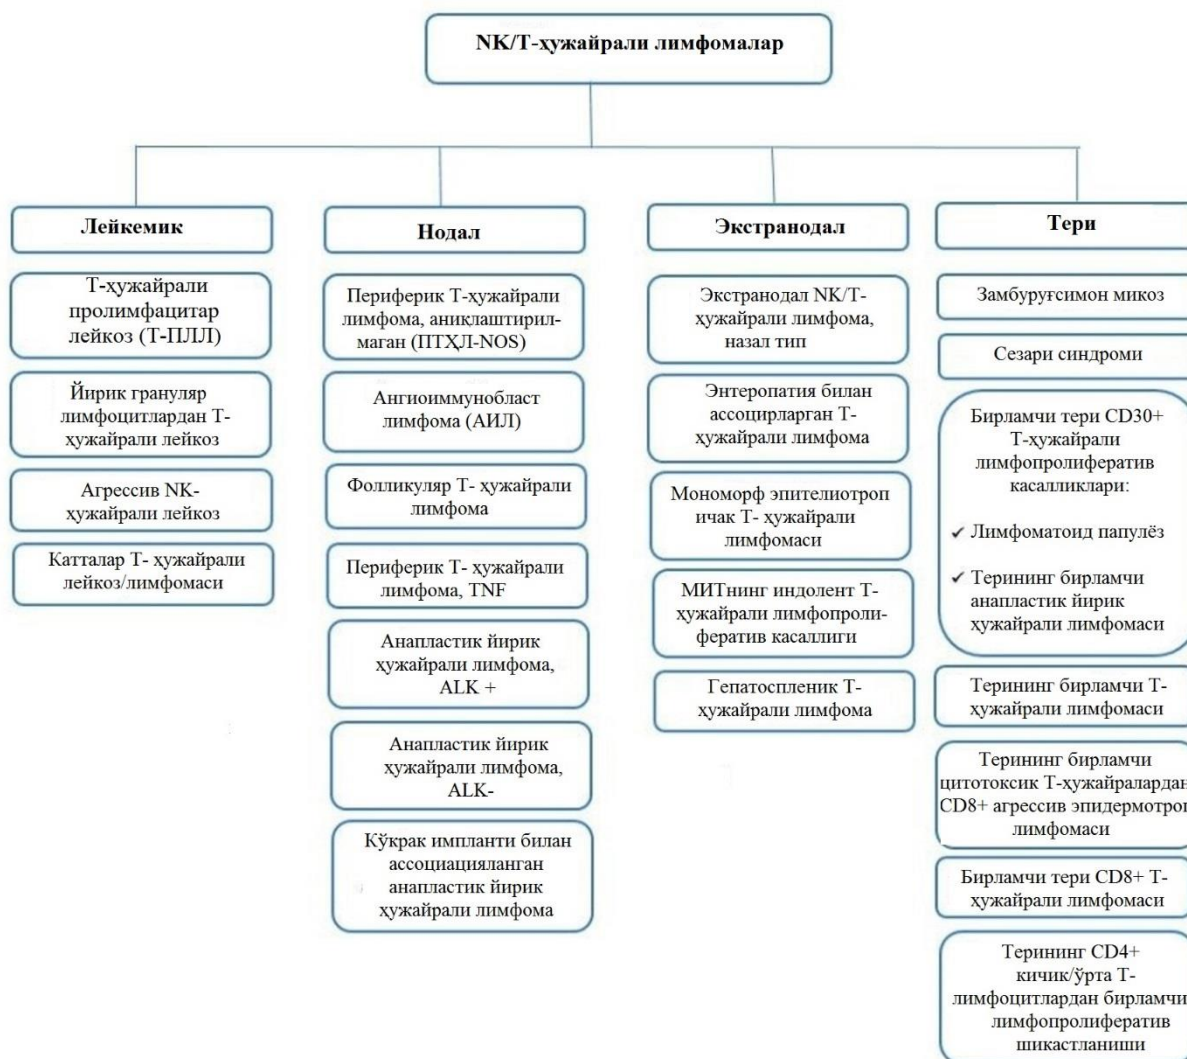 NK/Т-ҳужайрали лимфомалар
Лейкемик
Т-ҳужайрали
пролимфацитар
лейкоз (Т-ПЛЛ)
Йирик грануляр
лимфоцитлардан Т-
ҳужайрали лейкоз
Агрессив NK-
ҳужайрали лейкоз
Катталар Т- ҳужайрали
лейкоз/лимфомаси
Нодал
Периферик Т-ҳужайрали
лимфома, аниқлаштирил-
маган (ПТҲЛ-NOS)
Ангиоиммунобласт
лимфома (АИЛ)
Фолликуляр Т- ҳужайрали
лимфома
Периферик Т- ҳужайрали
лимфома, TNF
Анапластик йирик
ҳужайрали лимфома,
ALK +
Анапластик йирик
ҳужайрали лимфома,
ALK-
Кўкрак импланти билан
ассоциацияланган
анапластик йирик
ҳужайрали лимфома
Экстранодал
Экстранодал NK/Т-
ҳужайрали лимфома,
назал тип
Энтеропатия билан
ассоцирларган Т-
ҳужайрали лимфома
Мономорф эпителиотроп
ичак Т- ҳужайрали
лимфомаси
МИТнинг индолент Т-
ҳужайрали лимфопроли-
фератив касаллиги
Гепатоспленик Т-
ҳужайрали лимфома
Тери
Замбуруғсимон микоз
Сезари синдроми
Бирламчи тери CD30+
Т-ҳужайрали
лимфопролифератив
касалликлари:
✓ Лимфоматоид папулёз
✓ Терининг бирламчи
анапластик йирик
ҳужайрали лимфомаси
Терининг бирламчи Т-
ҳужайрали лимфомаси
Терининг бирламчи
цитотоксик Т-ҳужайралардан
CD8+ агрессив эпидермотроп
лимфомаси
Бирламчи тери CD8+ Т-
ҳужайрали лимфомаси
Терининг CD4+
кичик/ўрта Т-
лимфоцитлардан бирламчи
лимфопролифератив
шикастланиши